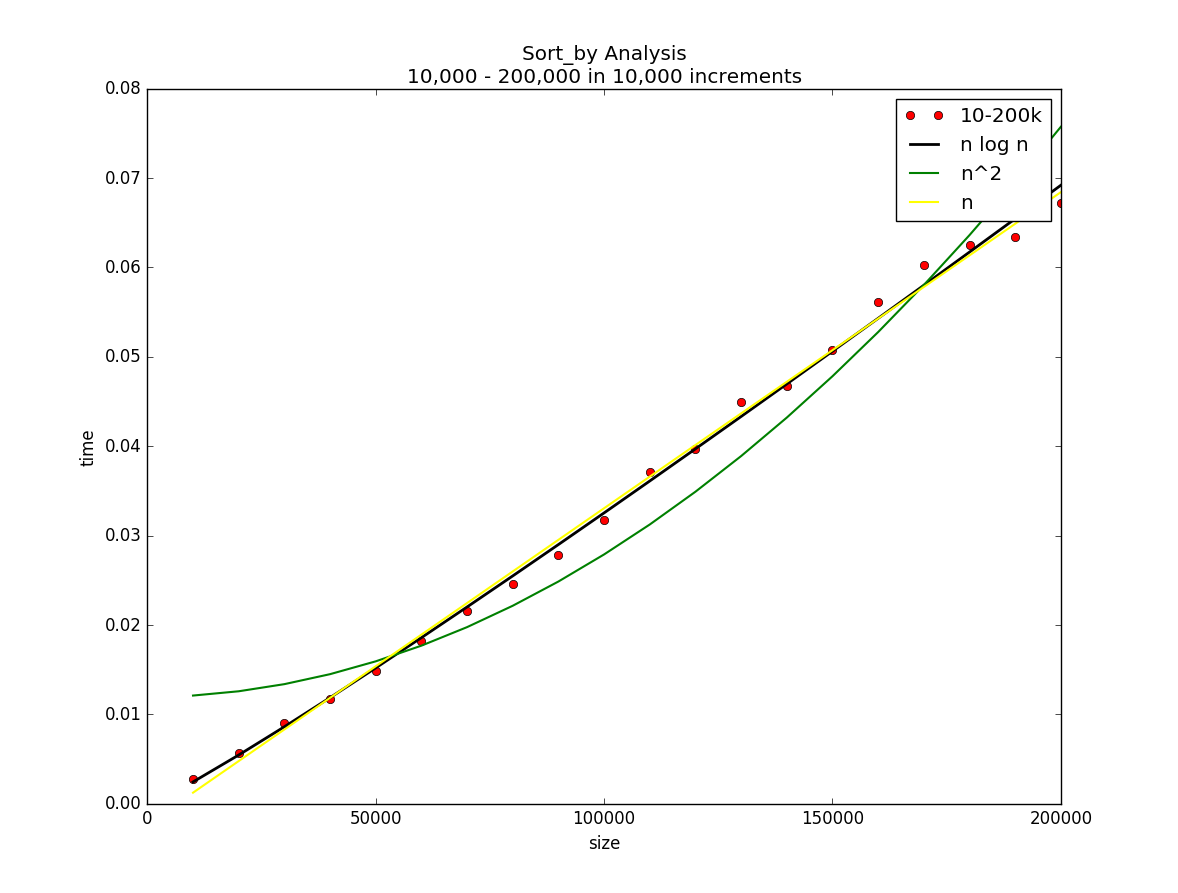 Sort_by Analysis
10,000 - 200,000 in 10,000 increments
0.08
0.07
0.06
0.05
0.04
0.03
0.02
0.01
0.00
time
10-200k
n log n
n^2
n
0
50000
100000
150000
200000
size